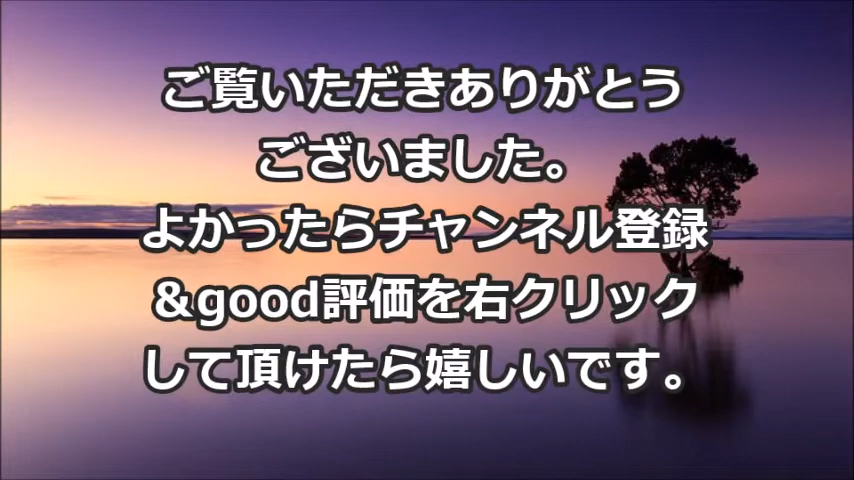 ご覧いただきありがとう
ございました。
よかったらチャンネル登録
＆good評価を右クリック
して頂けたら嬉しいです。